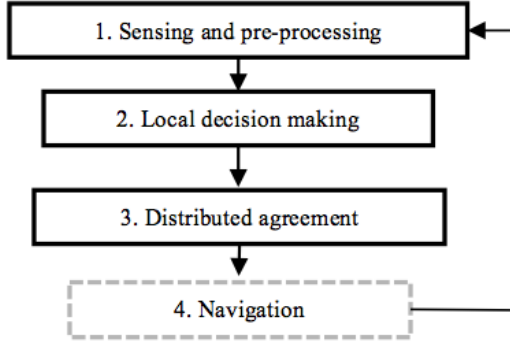 1. Sensing and pre-processing
2. Local decision making
3. Distributed agreement
4. Navigation